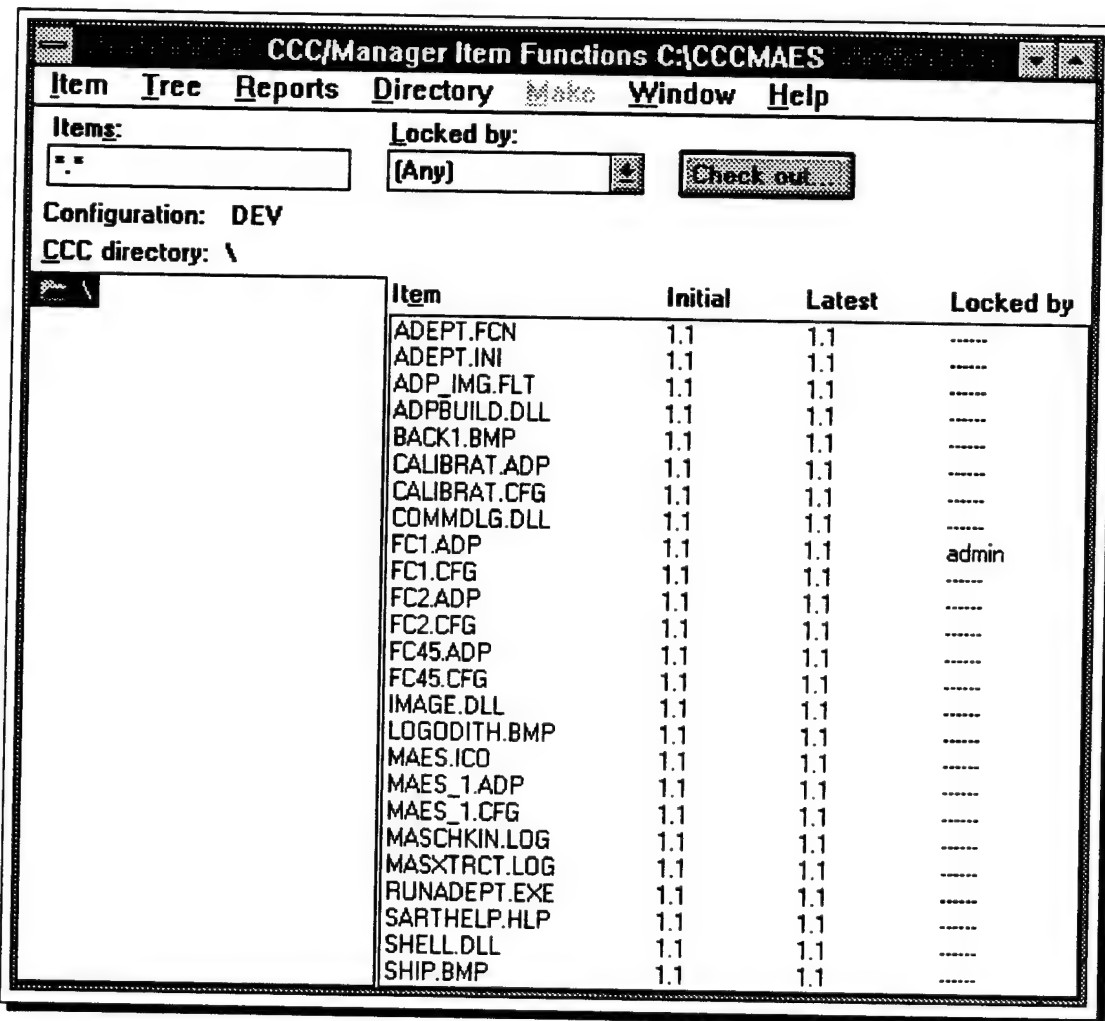 CCC/Manager Item Functions C:\CCCMAES
Item Tree Reports Directory Make Window Help
Items: Locked by:
*.* (Any) Check out...
Configuration: DEV
CCC directory: \
\
Item Initial Latest Locked by
ADEPT.FCN 1.1 1.1 ------
ADEPT.INI 1.1 1.1 ------
ADP_IMG.FLT 1.1 1.1 ------
ADPBUILD.DLL 1.1 1.1 ------
BACK1.BMP 1.1 1.1 ------
CALIBRAT.ADP 1.1 1.1 ------
CALIBRAT.CFG 1.1 1.1 ------
COMMDLG.DLL 1.1 1.1 ------
FC1.ADP 1.1 1.1 admin
FC1.CFG 1.1 1.1 ------
FC2.ADP 1.1 1.1 ------
FC2.CFG 1.1 1.1 ------
FC45.ADP 1.1 1.1 ------
FC45.CFG 1.1 1.1 ------
IMAGE.DLL 1.1 1.1 ------
LOGODITH.BMP 1.1 1.1 ------
MAES.ICO 1.1 1.1 ------
MAES_1.ADP 1.1 1.1 ------
MAES_1.CFG 1.1 1.1 ------
MASCHKIN.LOG 1.1 1.1 ------
MASXTRCT.LOG 1.1 1.1 ------
RUNADEPT.EXE 1.1 1.1 ------
SARTHELP.HLP 1.1 1.1 ------
SHELL.DLL 1.1 1.1 ------
SHIP.BMP 1.1 1.1 ------